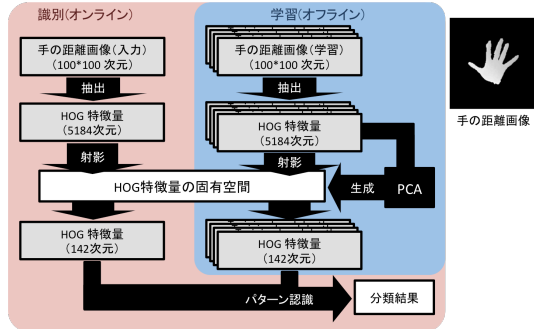 識別(オンライン)
手の距離画像(入力)
(100*100 次元)
抽出
HOG 特徴量
(5184次元)
射影
学習(オフライン)
手の距離画像(学習)
(100*100 次元)
抽出
HOG 特徴量
(5184次元)
射影
HOG特徴量の固有空間
生成
PCA
HOG 特徴量
(142次元)
HOG 特徴量
(142次元)
パターン認識
分類結果
手の距離画像